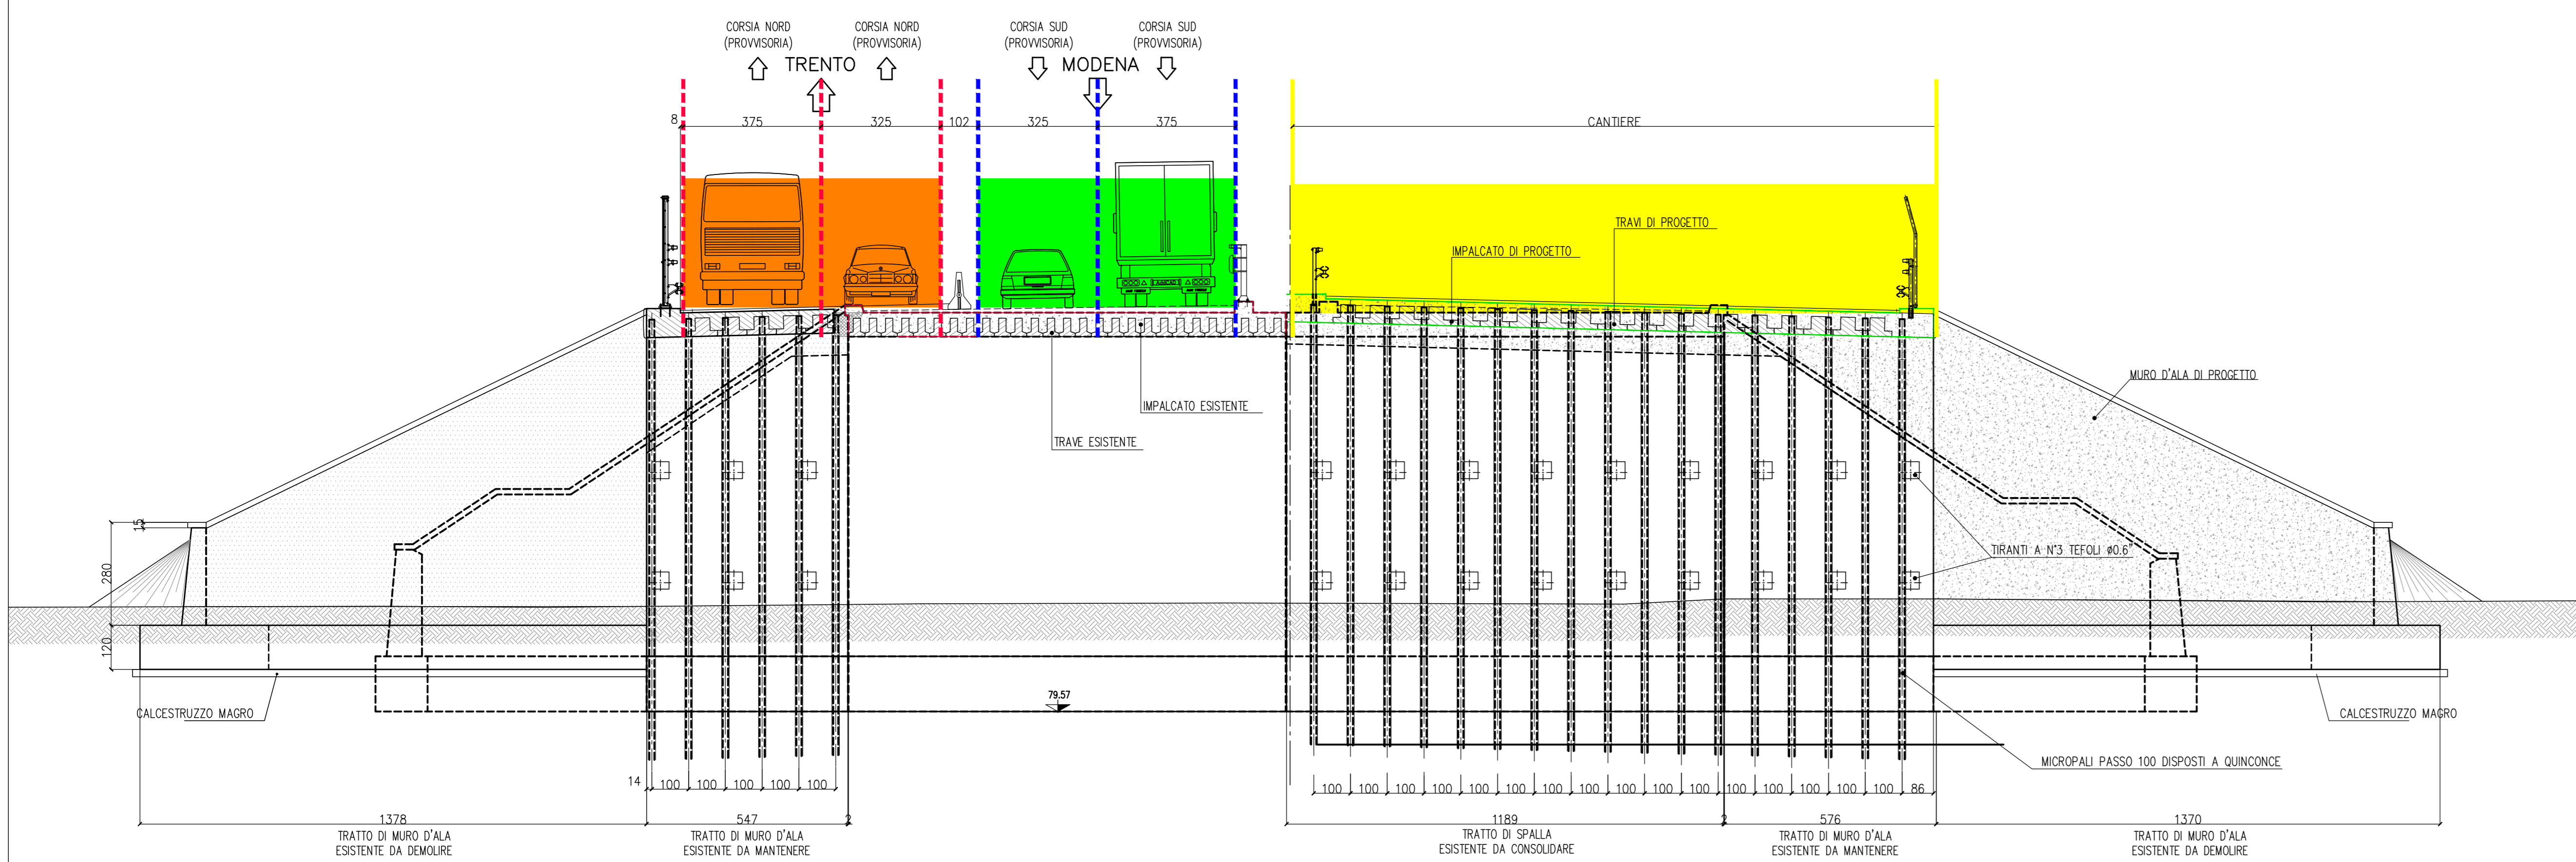 CORSIA NORD
(PROVVISORIA)
CORSIA NORD
(PROVVISORIA)
CORSIA SUD
(PROVVISORIA)
CORSIA SUD
(PROVVISORIA)
TRENTO
MODENA
8
375
325
102
325
375
CANTIERE
TRAVI DI PROGETTO
IMPALCATO DI PROGETTO
MURO D'ALA DI PROGETTO
IMPALCATO ESISTENTE
TRAVE ESISTENTE
15
280
120
TIRANTI A N°3 TEFOLI ø0.6"
79.57
CALCESTRUZZO MAGRO
CALCESTRUZZO MAGRO
MICROPALI PASSO 100 DISPOSTI A QUINCONCE
14
100 100 100 100 100
100 100 100 100 100 100 100 100 100 100 100 100 100 100 100 100 86
1378
547
2
1189
2
576
1370
TRATTO DI MURO D'ALA
ESISTENTE DA DEMOLIRE
TRATTO DI MURO D'ALA
ESISTENTE DA MANTENERE
TRATTO DI SPALLA
ESISTENTE DA CONSOLIDARE
TRATTO DI MURO D'ALA
ESISTENTE DA MANTENERE
TRATTO DI MURO D'ALA
ESISTENTE DA DEMOLIRE